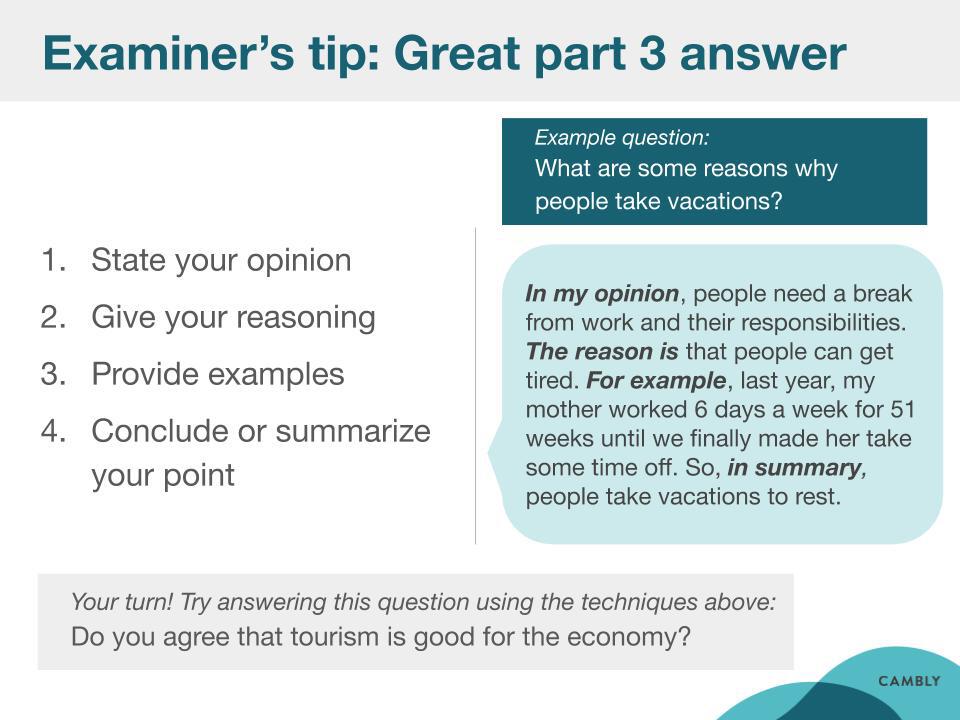 Examiner’s tip: Great part 3 answer
Example question:
What are some reasons why
people take vacations?
1. State your opinion
2. Give your reasoning
3. Provide examples
4. Conclude or summarize
your point
In my opinion, people need a break
from work and their responsibilities.
The reason is that people can get
tired. For example, last year, my
mother worked 6 days a week for 51
weeks until we finally made her take
some time off. So, in summary,
people take vacations to rest.
Your turn! Try answering this question using the techniques above:
Do you agree that tourism is good for the economy?
CAMBLY